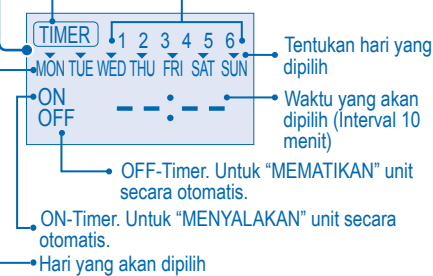 TIMER 1 2 3 4 5 6
MON TUE WED THU FRI SAT SUN
ON
OFF
--:--
Tentukan hari yang
dipilih
Waktu yang akan
dipilih (Interval 10
menit)
OFF-Timer. Untuk “MEMATIKAN” unit
secara otomatis.
ON-Timer. Untuk “MENYALAKAN” unit secara
otomatis.
Hari yang akan dipilih